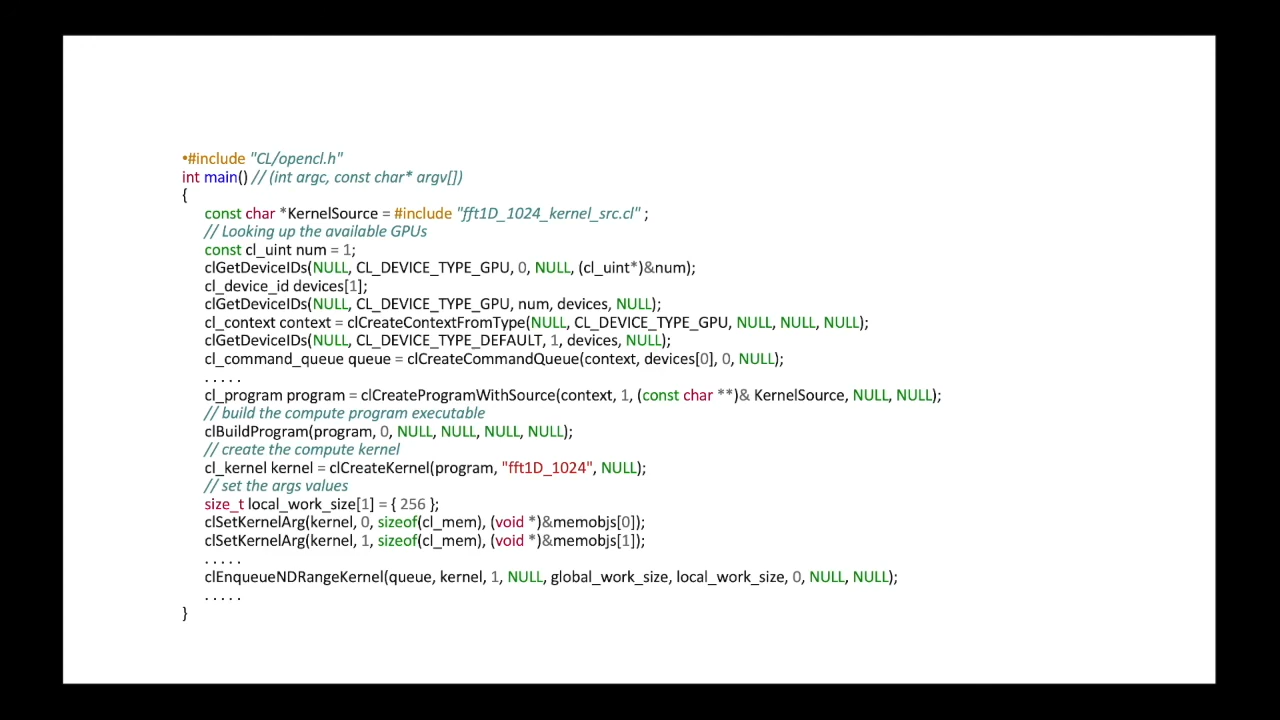 •#include "CL/opencl.h"
int main() // (int argc, const char* argv[])
{
const char *KernelSource = #include "fft1D_1024_kernel_src.cl" ;
// Looking up the available GPUs
const cl_uint num = 1;
clGetDeviceIDs(NULL, CL_DEVICE_TYPE_GPU, 0, NULL, (cl_uint*)&num);
cl_device_id devices[1];
clGetDeviceIDs(NULL, CL_DEVICE_TYPE_GPU, num, devices, NULL);
cl_context context = clCreateContextFromType(NULL, CL_DEVICE_TYPE_GPU, NULL, NULL, NULL);
clGetDeviceIDs(NULL, CL_DEVICE_TYPE_DEFAULT, 1, devices, NULL);
cl_command_queue queue = clCreateCommandQueue(context, devices[0], 0, NULL);
. . . . .
cl_program program = clCreateProgramWithSource(context, 1, (const char **)& KernelSource, NULL, NULL);
// build the compute program executable
clBuildProgram(program, 0, NULL, NULL, NULL, NULL);
// create the compute kernel
cl_kernel kernel = clCreateKernel(program, "fft1D_1024", NULL);
// set the args values
size_t local_work_size[1] = { 256 };
clSetKernelArg(kernel, 0, sizeof(cl_mem), (void *)&memobjs[0]);
clSetKernelArg(kernel, 1, sizeof(cl_mem), (void *)&memobjs[1]);
. . . . .
clEnqueueNDRangeKernel(queue, kernel, 1, NULL, global_work_size, local_work_size, 0, NULL, NULL);
. . . . .
}